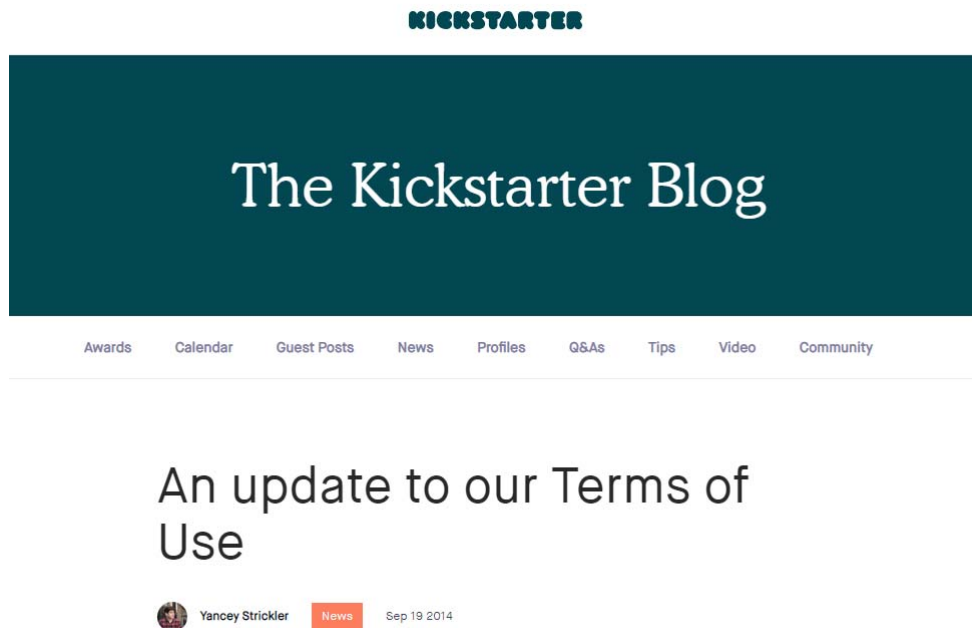 KICKSTARTER
The Kickstarter Blog
Awards Calendar Guest Posts News Profiles Q&As Tips Video Community
An update to our Terms of
Use
Yancey Strickler News Sep 19 2014